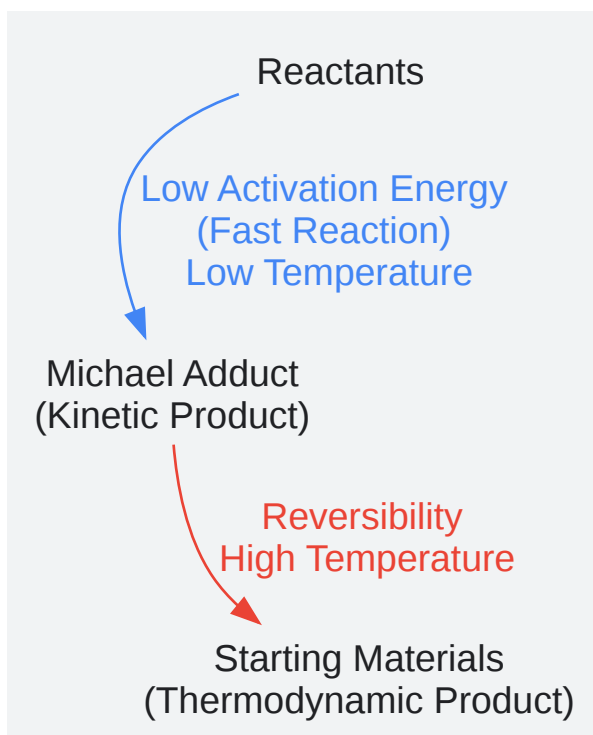 Reactants
Low Activation Energy
(Fast Reaction)
Low Temperature
Michael Adduct
(Kinetic Product)
Reversibility
High Temperature
Starting Materials
(Thermodynamic Product)